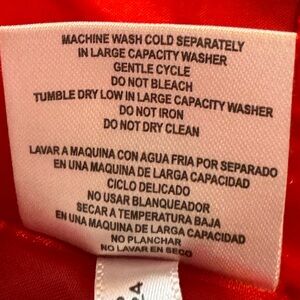 MACHINE WASH COLD SEPARATELY
IN LARGE CAPACITY WASHER
GENTLE CYCLE
DO NOT BLEACH
TUMBLE DRY LOW IN LARGE CAPACITY WASHER
DO NOT IRON
DO NOT DRY CLEAN
LAVAR A MAQUINA CON AGUA FRIA POR SEPARADO
EN UNA MAQUINA DE LARGA CAPACIDAD
CICLO DELICADO
NO USAR BLANQUEADOR
SECAR A TEMPERATURA BAJA
EN UNA MAQUINA DE LARGA CAPACIDAD
NO PLANCHAR
NO LAVAR EN SECO